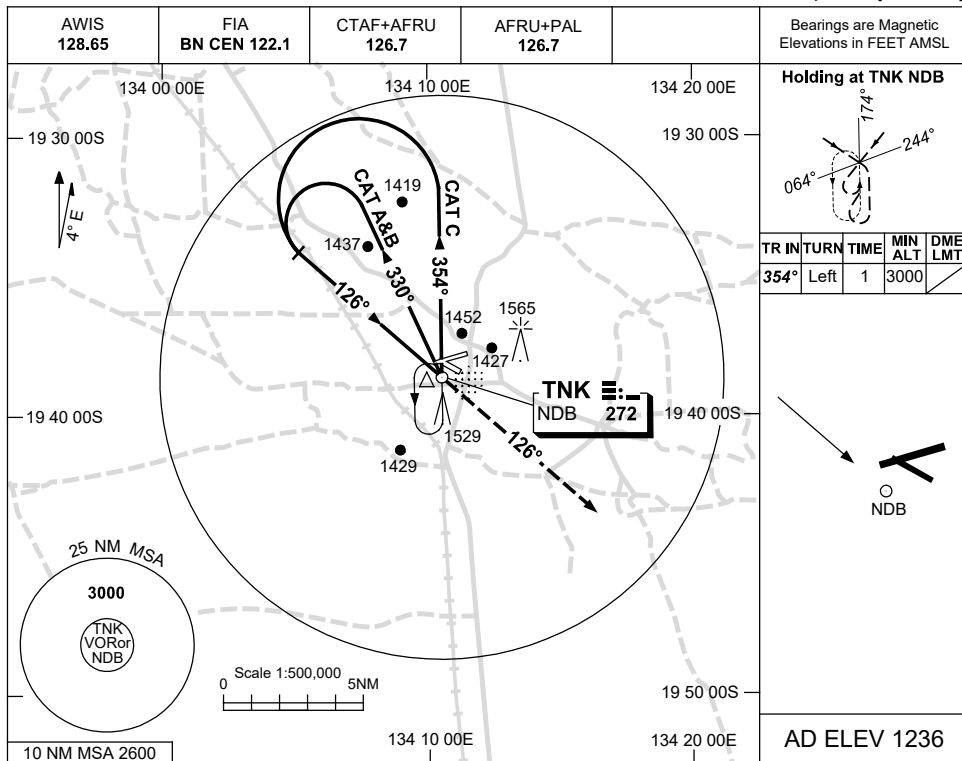 AWIS
128.65
FIA
BN CEN 122.1
CTAF+AFRU
126.7
AFRU+PAL
126.7
Bearings are Magnetic
Elevations in FEET AMSL
134 00 00E
134 10 00E
134 20 00E
19 30 00S
19 30 00S
4° E
1419
1437
CAT A&B
CAT C
126°
330°
354°
1452
1565
1427
TNK
NDB 272
19 40 00S
19 40 00S
1529
1429
126°
25 NM MSA
3000
TNK
VORor
NDB
Scale 1:500,000
0 5NM
19 50 00S
10 NM MSA 2600
134 10 00E
134 20 00E
Holding at TNK NDB
174°
244°
064°
TR IN TURN TIME MIN ALT DME LMT
354° Left 1 3000
NDB
AD ELEV 1236